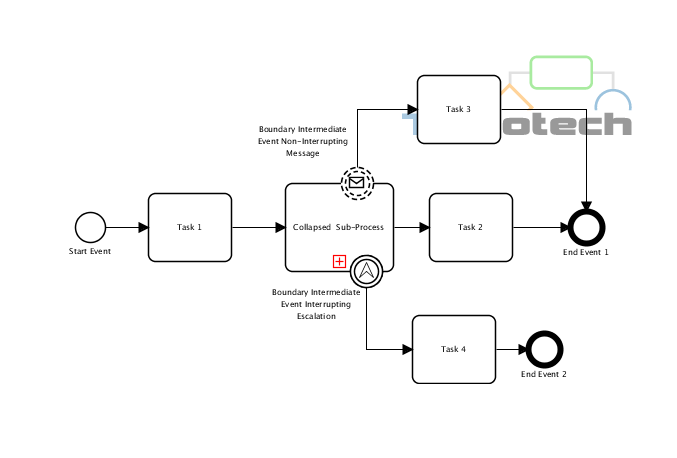 Task 3
otech
Boundary Intermediate
Event Non-Interrupting
Message
Task 1
Collapsed Sub-Process
Task 2
Start Event
End Event 1
Boundary Intermediate
Event Interrupting
Escalation
Task 4
End Event 2